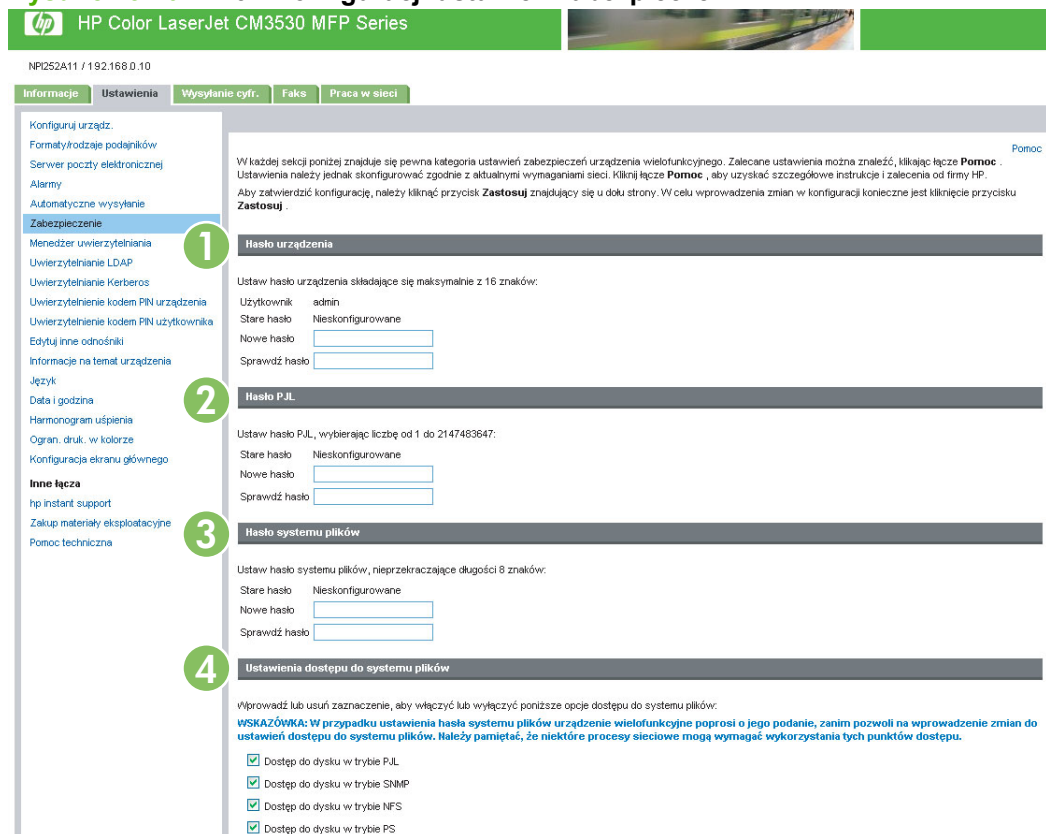 HP Color LaserJet CM3530 MFP Series
NPI252A11 / 192.168.0.10
Informacje
Ustawienia
Wysyłanie cyfr.
Faks
Praca w sieci
Konfiguruj urządz.
Formaty/rodzaje podajników
Serwer poczty elektronicznej
Alarmy
Automatyczne wysyłanie
Zabezpieczenie
Menedżer uwierzytelniania
Uwierzytelnianie LDAP
Uwierzytelnianie Kerberos
Uwierzytelnienie kodem PIN urządzenia
Uwierzytelnienie kodem PIN użytkownika
Edytuj inne odnośniki
Informacje na temat urządzenia
Język
Data i godzina
Harmonogram uśpienia
Ogran. druk. w kolorze
Konfiguracja ekranu głównego
Inne łącza
hp instant support
Zakup materiały eksploatacyjne
Pomoc techniczna
Pomoc
W każdej sekcji poniżej znajduje się pewna kategoria ustawień zabezpieczeń urządzenia wielofunkcyjnego. Zalecane ustawienia można znaleźć, klikając łącze Pomoc .
Ustawienia należy jednak skonfigurować zgodnie z aktualnymi wymaganiami sieci. Kliknij łącze Pomoc , aby uzyskać szczegółowe instrukcje i zalecenia od firmy HP.
Aby zatwierdzić konfigurację, należy kliknąć przycisk Zastosuj znajdujący się u dołu strony. W celu wprowadzenia zmian w konfiguracji konieczne jest kliknięcie przycisku
Zastosuj .
1 Hasło urządzenia
Ustaw hasło urządzenia składające się maksymalnie z 16 znaków:
Użytkownik admin
Stare hasło Nieskonfigurowane
Nowe hasło
Sprawdź hasło
2 Hasło PJL
Ustaw hasło PJL, wybierając liczbę od 1 do 2147483647:
Stare hasło Nieskonfigurowane
Nowe hasło
Sprawdź hasło
3 Hasło systemu plików
Ustaw hasło systemu plików, nieprzekraczające długości 8 znaków:
Stare hasło Nieskonfigurowane
Nowe hasło
Sprawdź hasło
4 Ustawienia dostępu do systemu plików
Wprowadź lub usuń zaznaczenie, aby włączyć lub wyłączyć poniższe opcje dostępu do systemu plików:
WSKAZÓWKA: W przypadku ustawienia hasła systemu plików urządzenie wielofunkcyjne poprosi o jego podanie, zanim pozwoli na wprowadzenie zmian do
ustawień dostępu do systemu plików. Należy pamiętać, że niektóre procesy sieciowe mogą wymagać wykorzystania tych punktów dostępu.
Dostęp do dysku w trybie PJL
Dostęp do dysku w trybie SNMP
Dostęp do dysku w trybie NFS
Dostęp do dysku w trybie PS